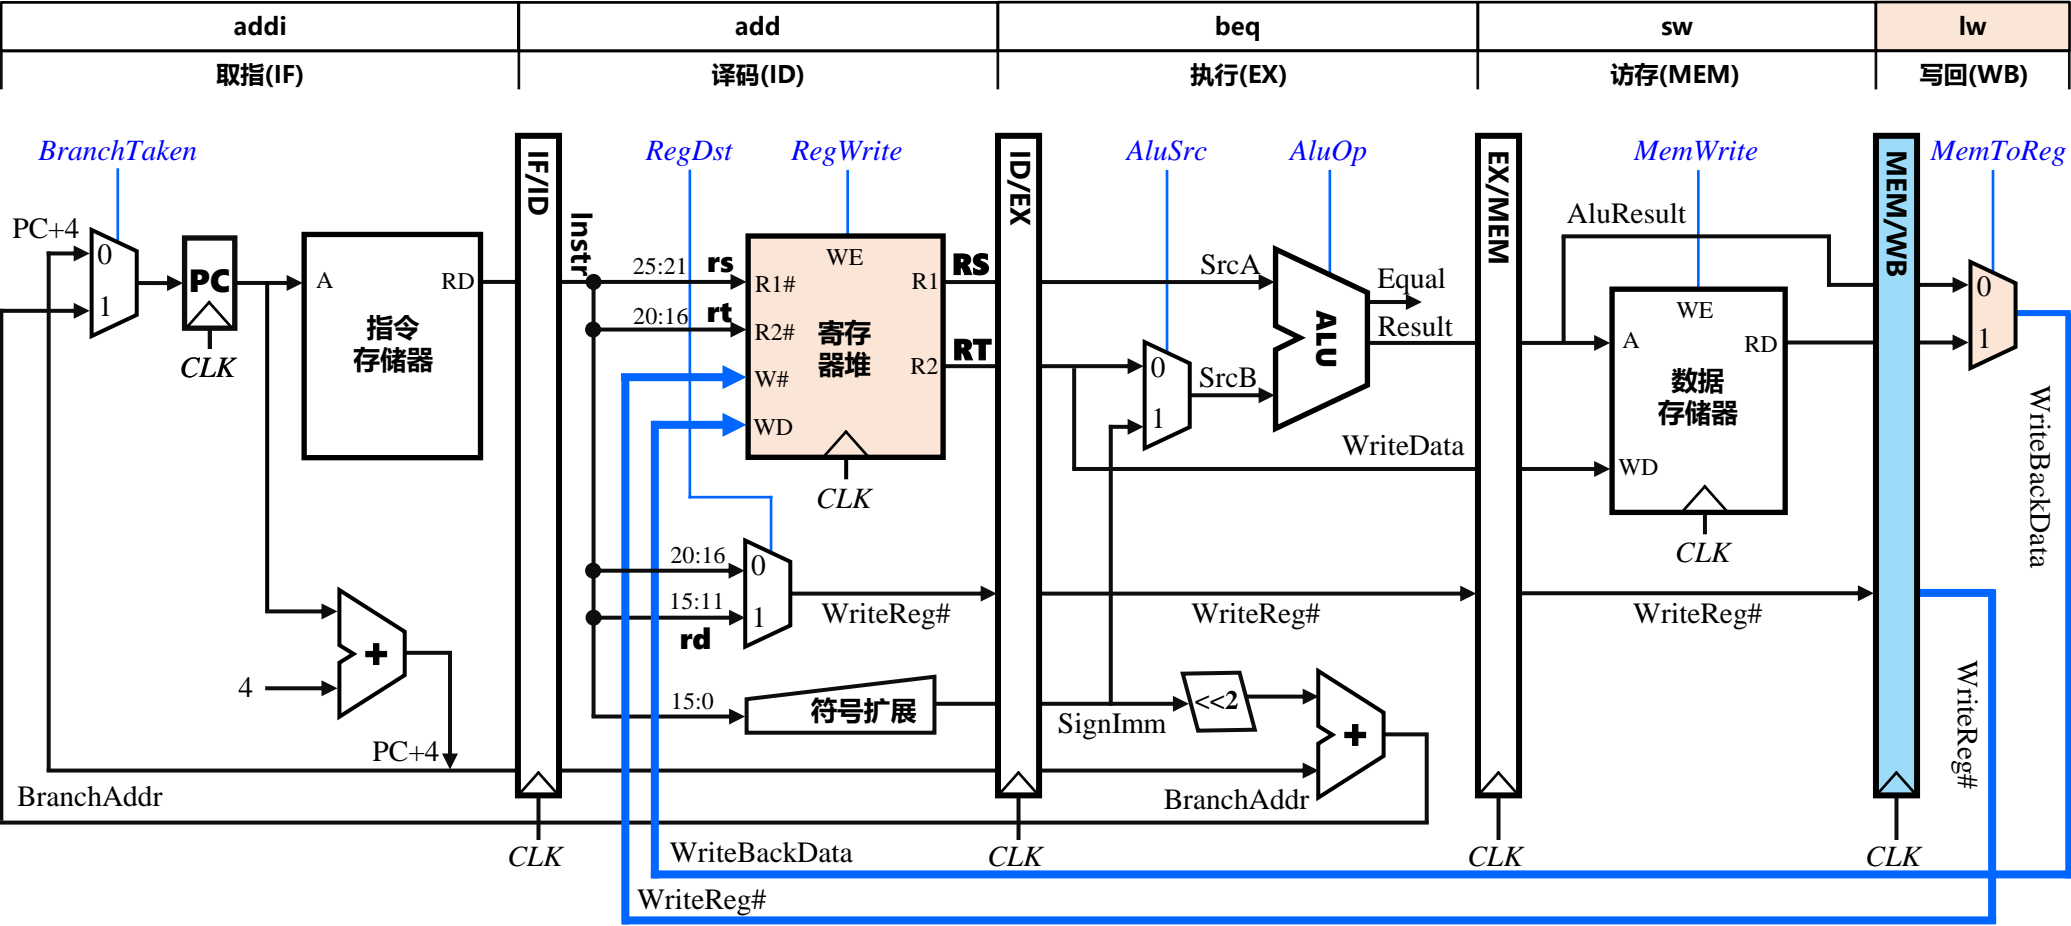 addi add beq sw lw
取指(IF) 译码(ID) 执行(EX) 访存(MEM) 写回(WB)
BranchTaken RegDst RegWrite AluSrc AluOp MemWrite MemToReg
IF/ID
ID/EX
EX/MEM
MEM/WB
PC+4
0
1
PC
CLK
A
RD
指令
存储器
4
+
PC+4
BranchAddr
CLK
Instr
25:21 rs
20:16 rt
WE
R1#
R2#
W#
WD
寄存
器堆
R1
R2
CLK
RS
RT
20:16
15:11
rd
0
1
WriteReg#
15:0
符号扩展
WriteBackData
WriteReg#
CLK
SrcA
0
1
SrcB
ALU
Equal
Result
WriteData
WriteReg#
SignImm
<<2
+
BranchAddr
CLK
AluResult
WE
A
RD
数据
存储器
WD
CLK
WriteReg#
CLK
0
1
WriteBackData
WriteReg#